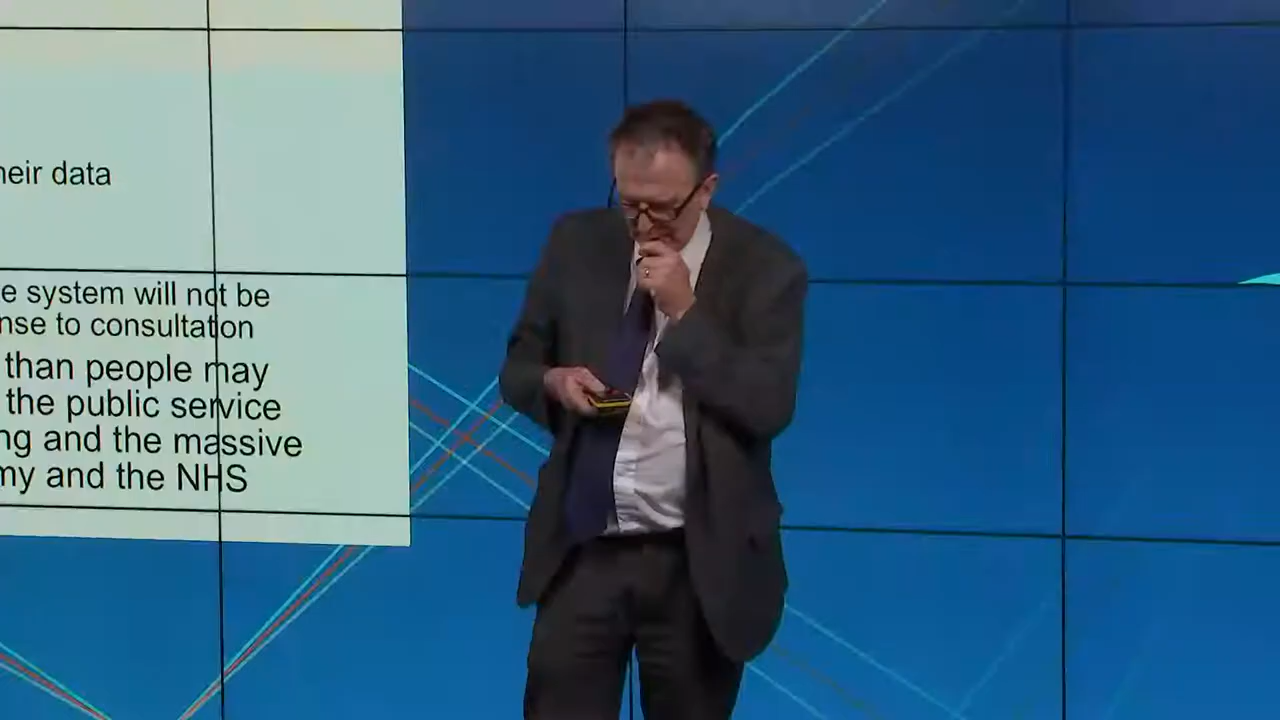 heir data
e system will not be
nse to consultation
than people may
the public service
ng and the massive
my and the NHS